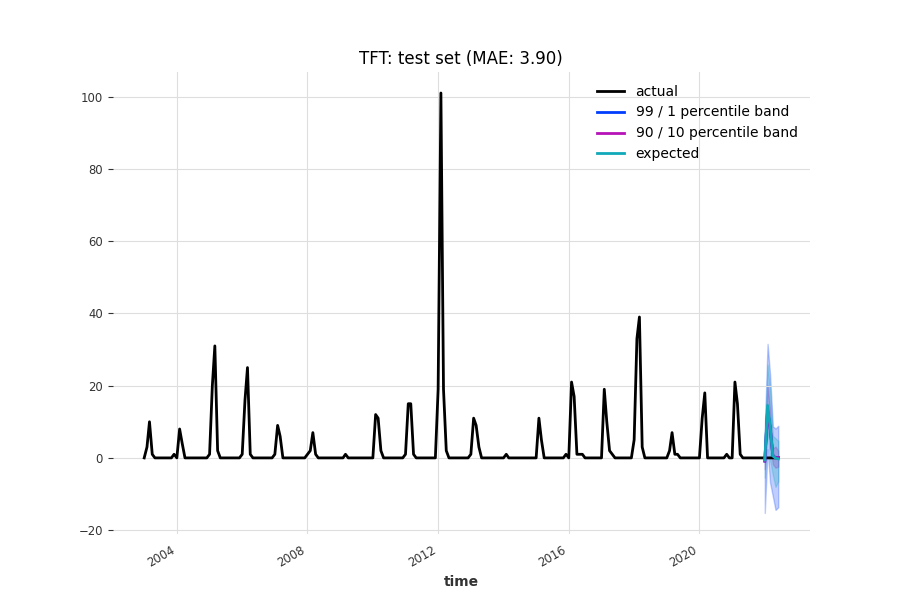 TFT: test set (MAE: 3.90)
actual
99 / 1 percentile band
90 / 10 percentile band
expected
100
80
60
40
20
0
−20
2004
2008
2012
2016
2020
time